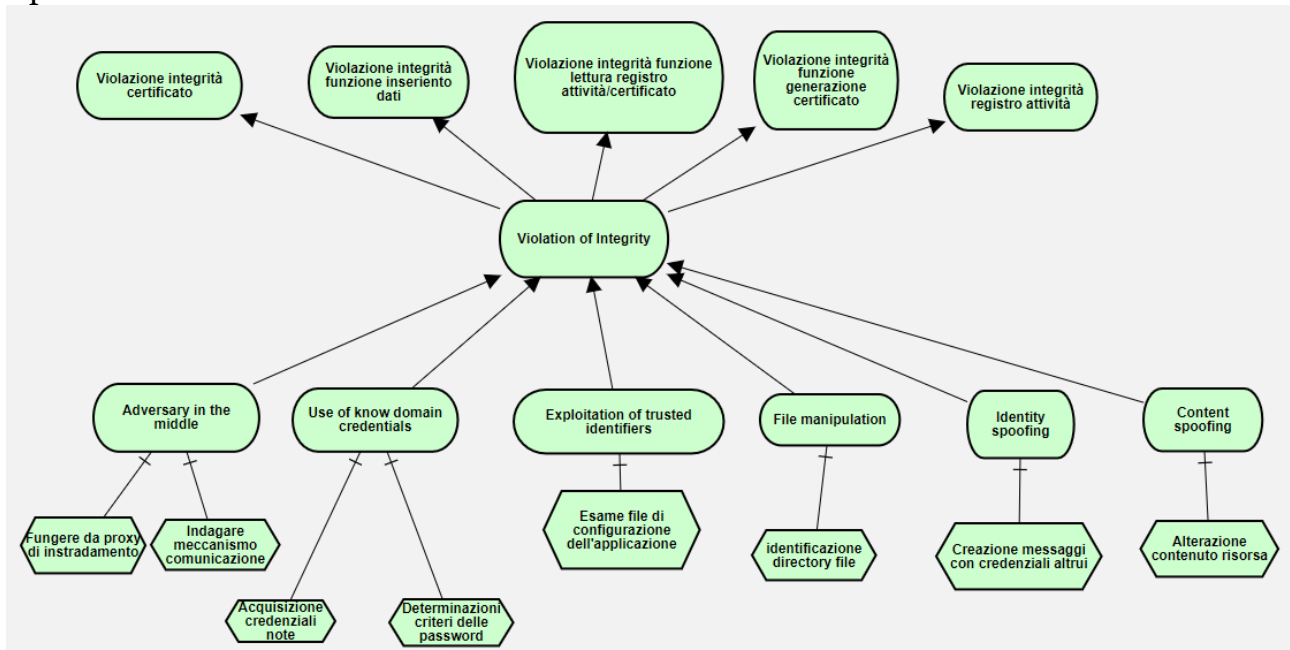 Violazione integrità
certificato
Violazione integrità
funzione inseriento
dati
Violazione integrità funzione
lettura registro
attività/certificato
Violazione integrità
funzione
generazione
certificato
Violazione integrità
registro attività
Violation of Integrity
Adversary in the
middle
Use of know domain
credentials
Exploitation of trusted
identifiers
File manipulation
Identity
spoofing
Content
spoofing
Fungere da proxy
di instradamento
Indagare
meccanismo
comunicazione
Acquisizione
credenziali
note
Determinazioni
criteri delle
password
Esame file di
configurazione
dell'applicazione
identificazione
directory file
Creazione messaggi
con credenziali altrui
Alterazione
contenuto risorsa